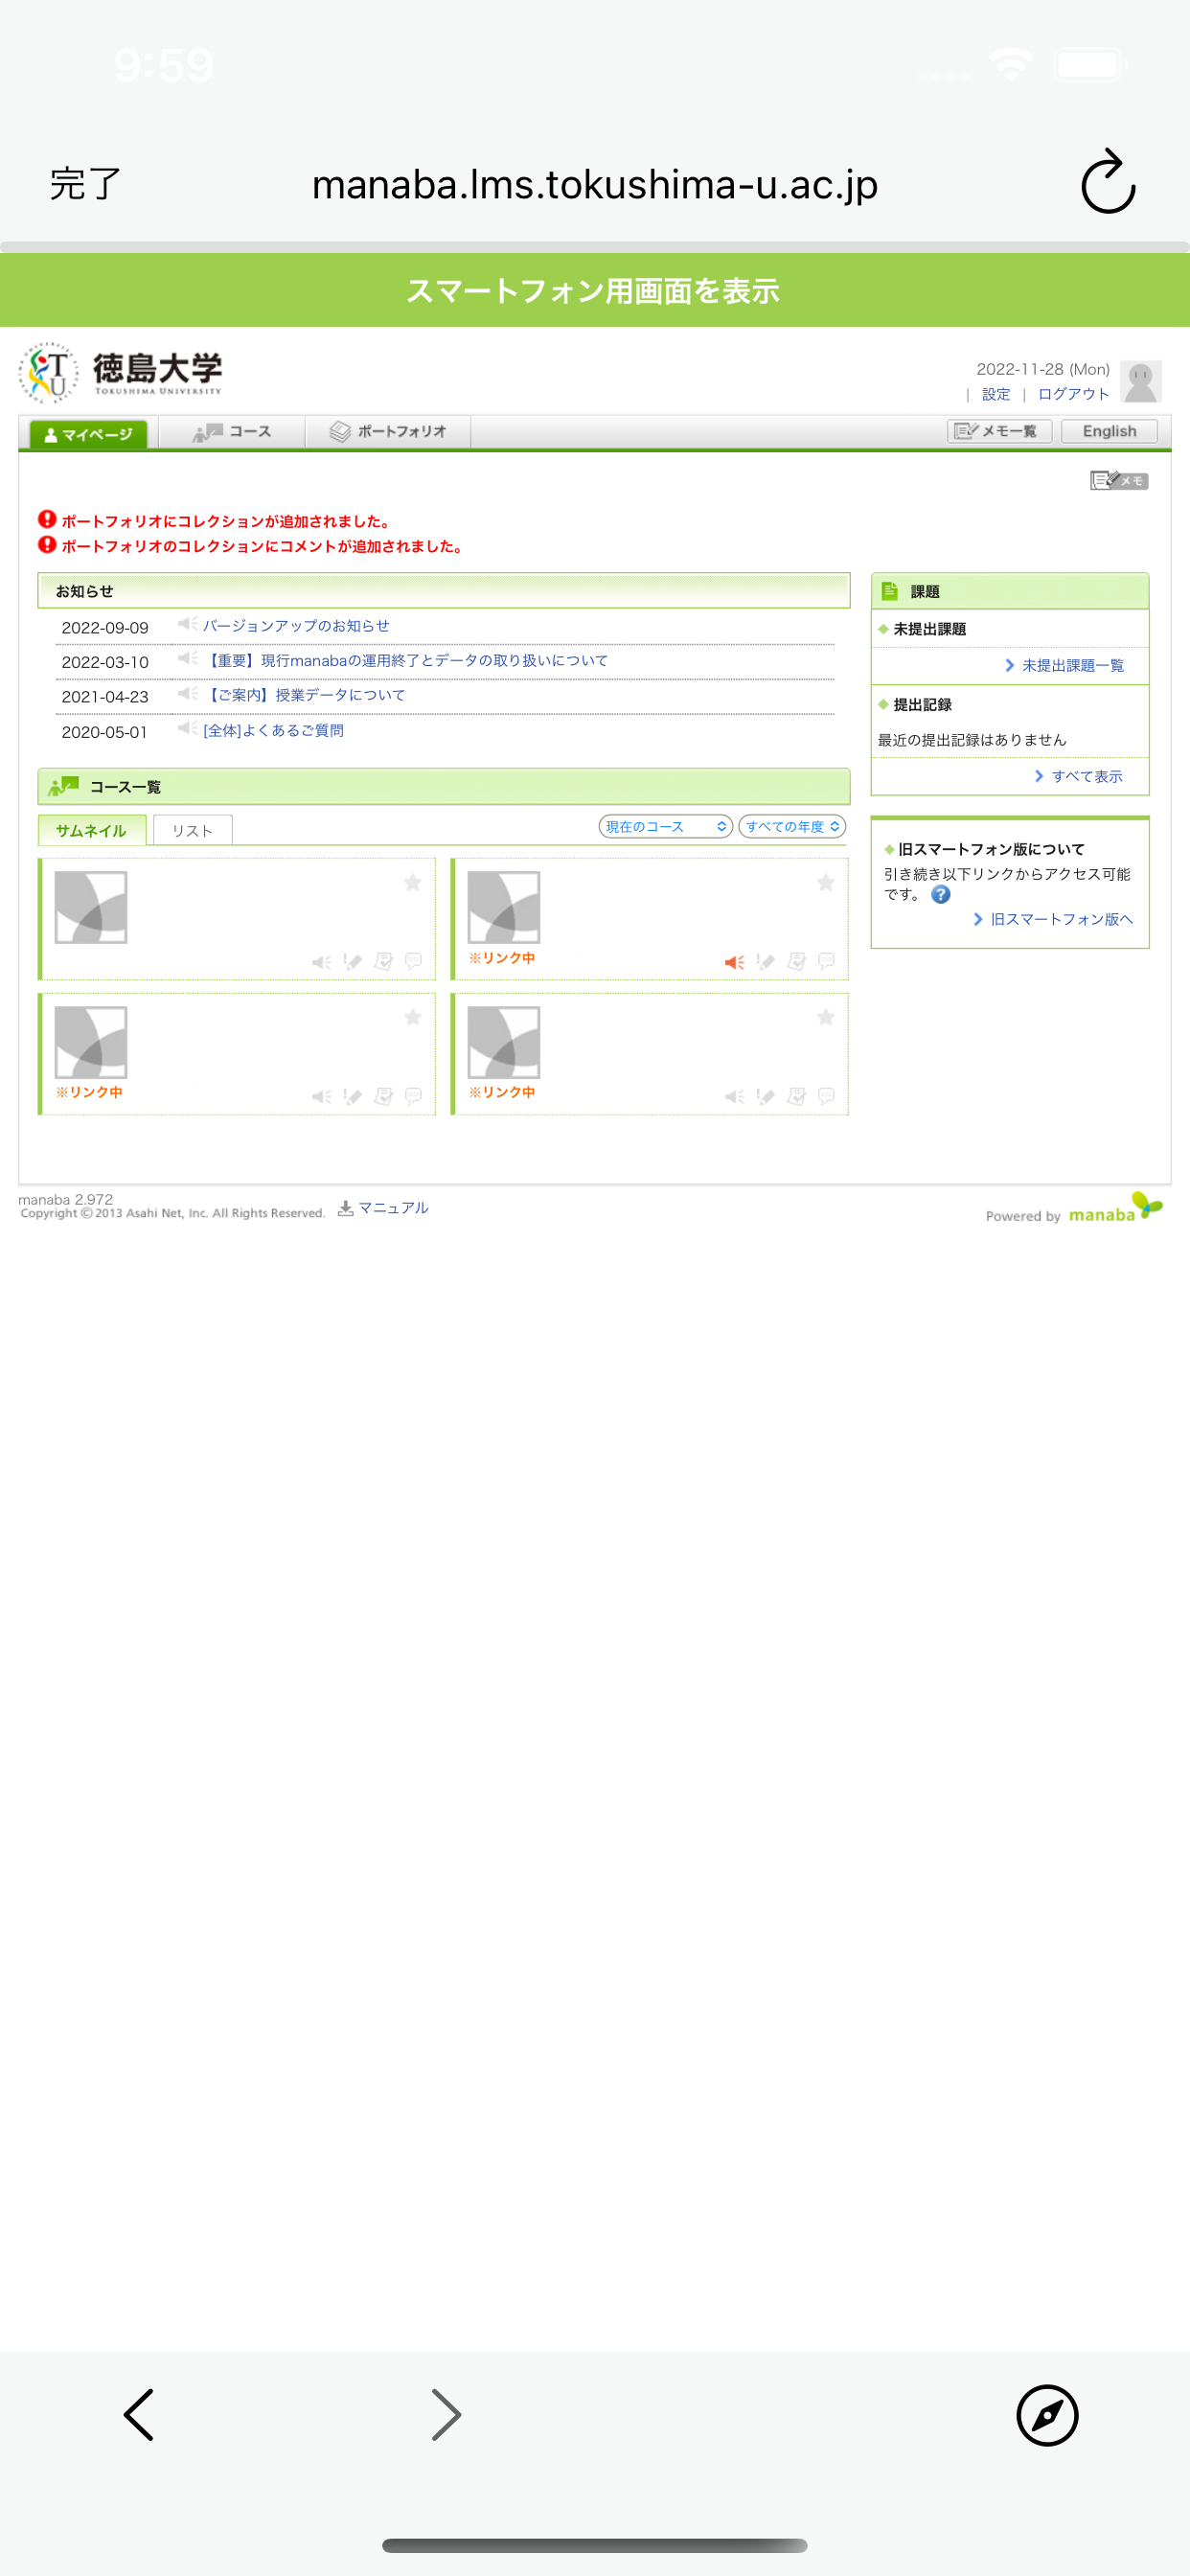 9:59
完了
manaba.lms.tokushima-u.ac.jp
スマートフォン用画面を表示
徳島大学
TOKUSHIMA UNIVERSITY
2022-11-28 (Mon)
| 設定 | ログアウト
マイページ
コース
ポートフォリオ
メモ一覧
English
メモ
ポートフォリオにコレクションが追加されました。
ポートフォリオのコレクションにコメントが追加されました。
お知らせ
2022-09-09 バージョンアップのお知らせ
2022-03-10 【重要】現行manabaの運用終了とデータの取り扱いについて
2021-04-23 【ご案内】授業データについて
2020-05-01 [全体]よくあるご質問
コース一覧
サムネイル
リスト
現在のコース
すべての年度
※リンク中
※リンク中
※リンク中
課題
未提出課題
未提出課題一覧
提出記録
最近の提出記録はありません
すべて表示
旧スマートフォン版について
引き続き以下リンクからアクセス可能
です。
旧スマートフォン版へ
manaba 2.972
Copyright © 2013 Asahi Net, Inc. All Rights Reserved.
マニュアル
Powered by manaba